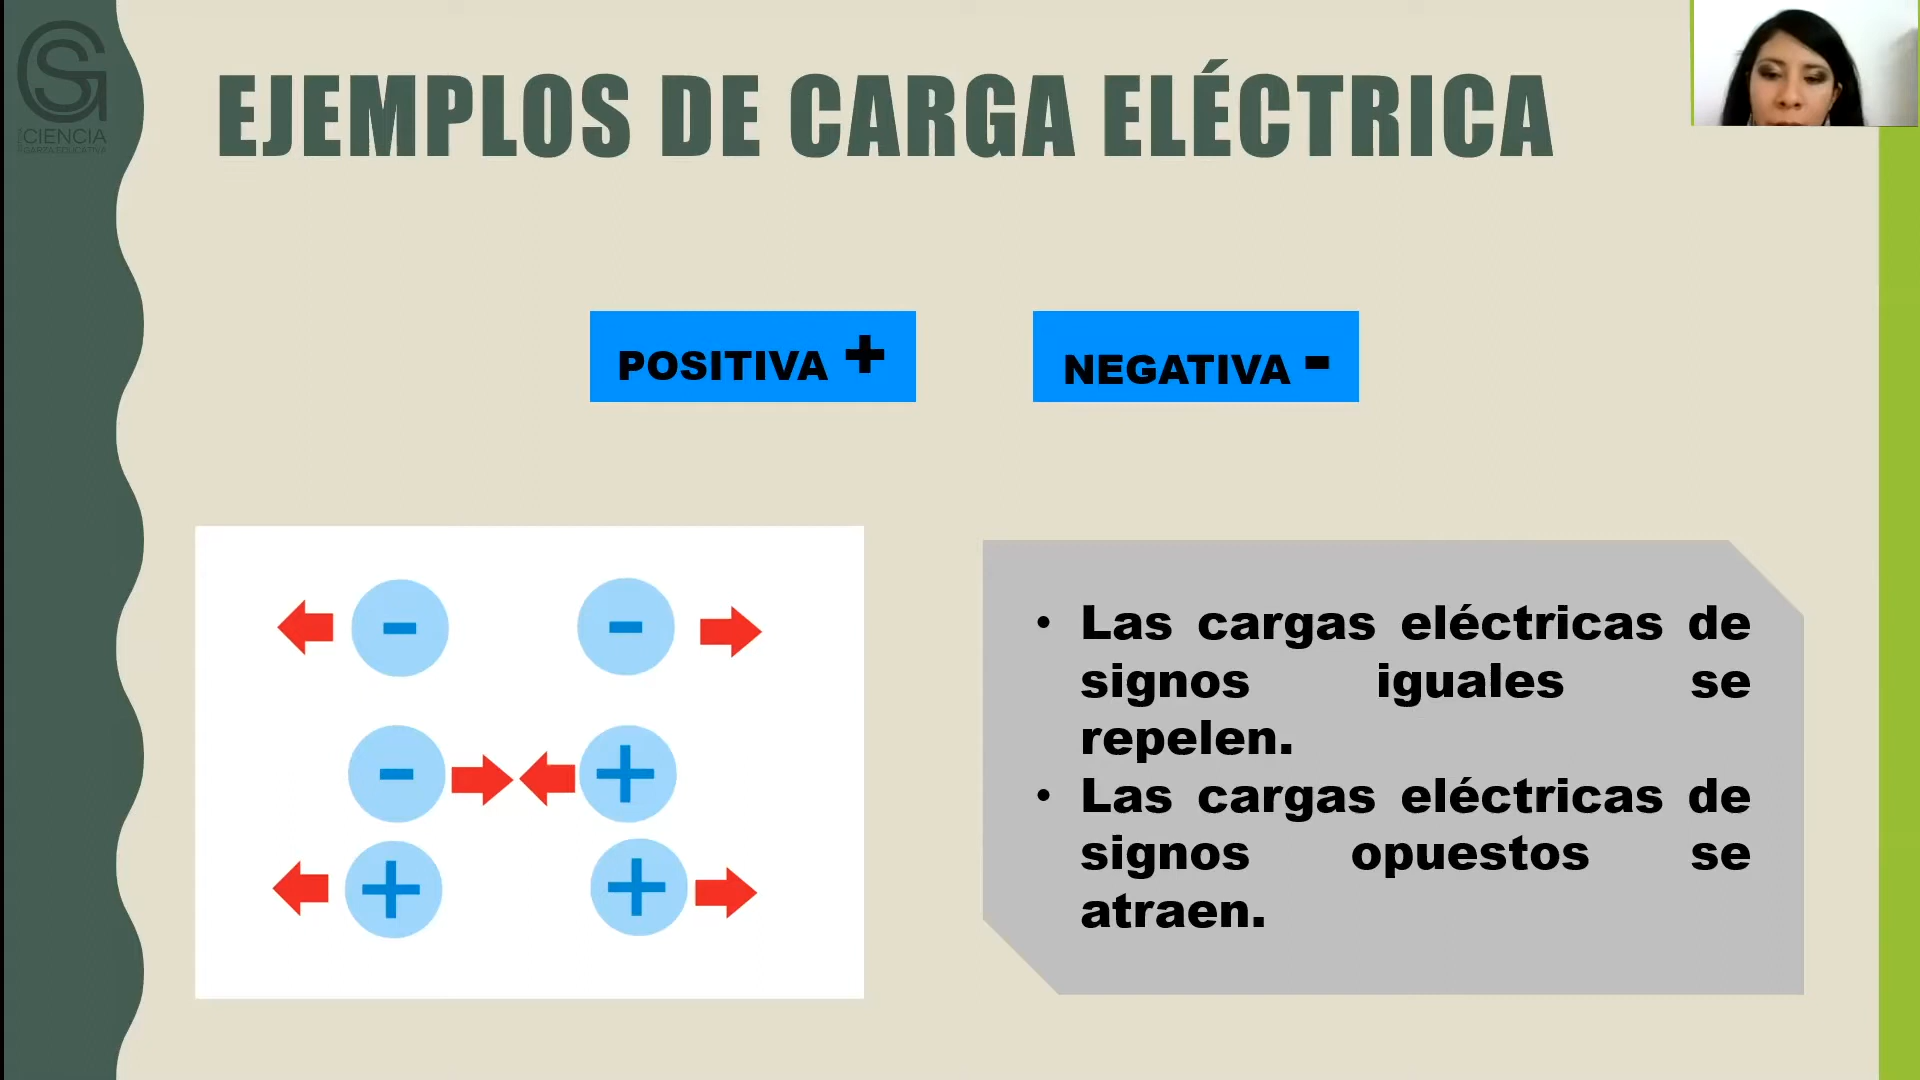 CIENCIA
EJEMPLOS DE CARGA ELÉCTRICA
POSITIVA +
NEGATIVA -
- -
- +
+ +
• Las cargas eléctricas de
signos iguales se
repelen.
• Las cargas eléctricas de
signos opuestos se
atraen.